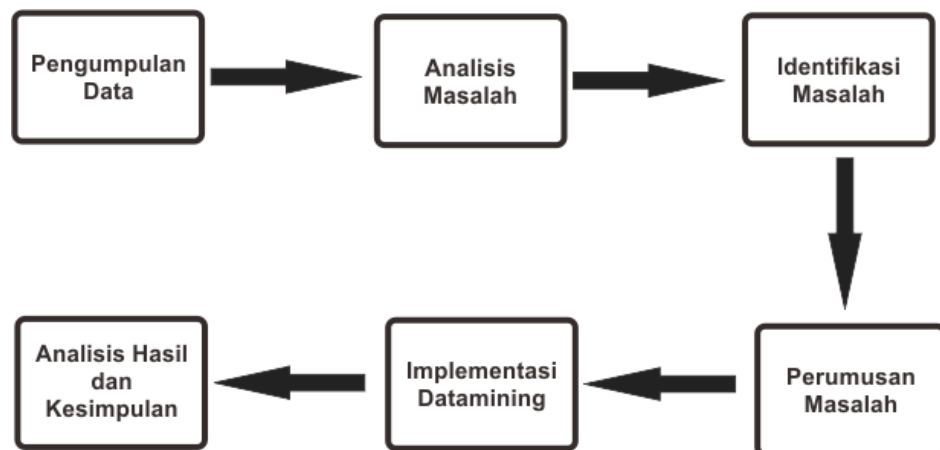 Pengumpulan
Data
Analisis
Masalah
Identifikasi
Masalah
Perumusan
Masalah
Implementasi
Datamining
Analisis Hasil
dan
Kesimpulan